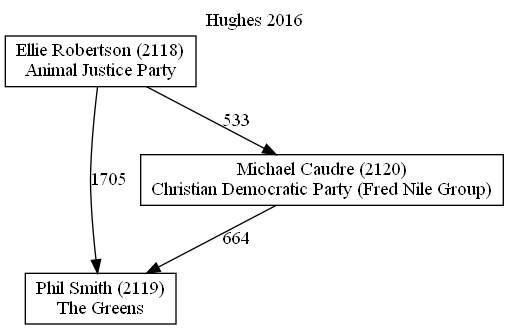 Hughes 2016
Ellie Robertson (2118)
Animal Justice Party
533
1705
Michael Caudre (2120)
Christian Democratic Party (Fred Nile Group)
664
Phil Smith (2119)
The Greens